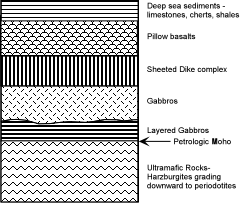 Deep sea sediments -
limestones, cherts, shales
Pillow basalts
Sheeted Dike complex
Gabbros
Layered Gabbros
Petrologic Moho
Ultramafic Rocks-
Harzburgites grading
downward to periodotites